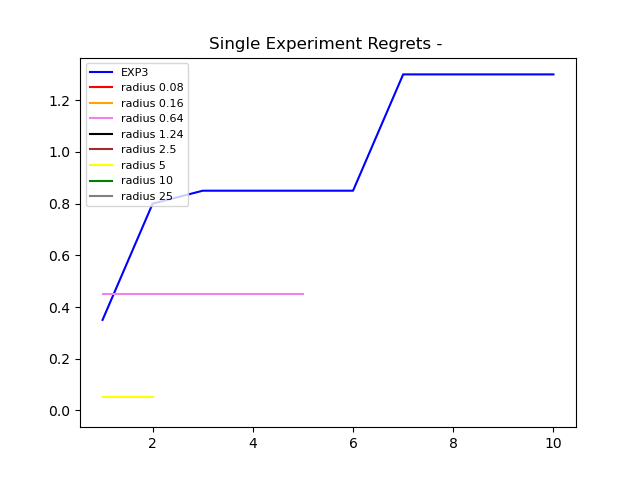 Single Experiment Regrets -
EXP3
radius 0.08
radius 0.16
radius 0.64
radius 1.24
radius 2.5
radius 5
radius 10
radius 25
1.2
1.0
0.8
0.6
0.4
0.2
0.0
2 4 6 8 10